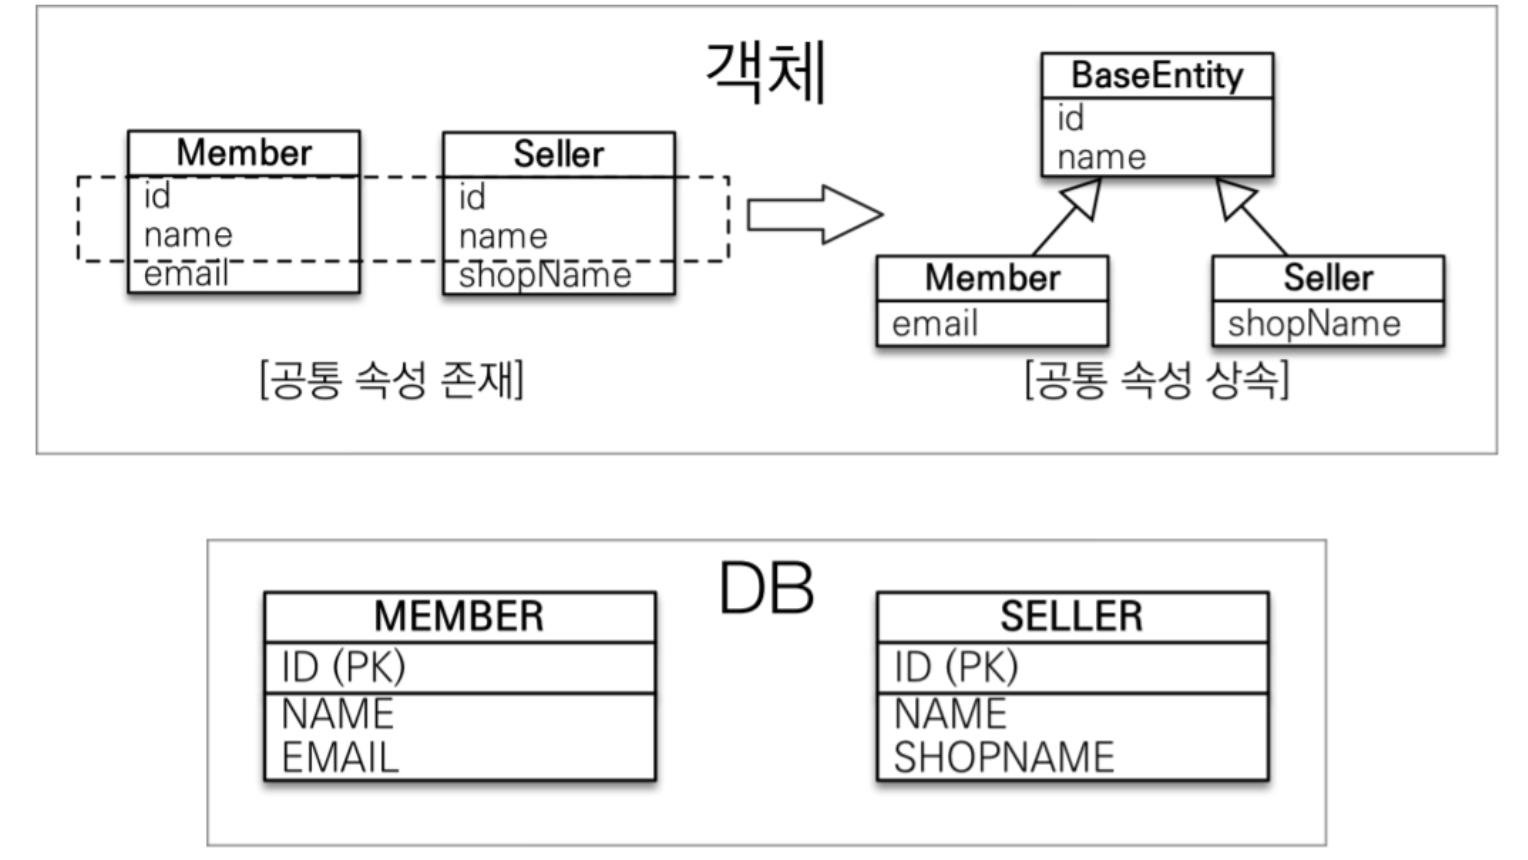 객체
Member
id
name
email
Seller
id
name
shopName
[공통 속성 존재]
BaseEntity
id
name
Member
email
Seller
shopName
[공통 속성 상속]
DB
MEMBER
ID (PK)
NAME
EMAIL
SELLER
ID (PK)
NAME
SHOPNAME